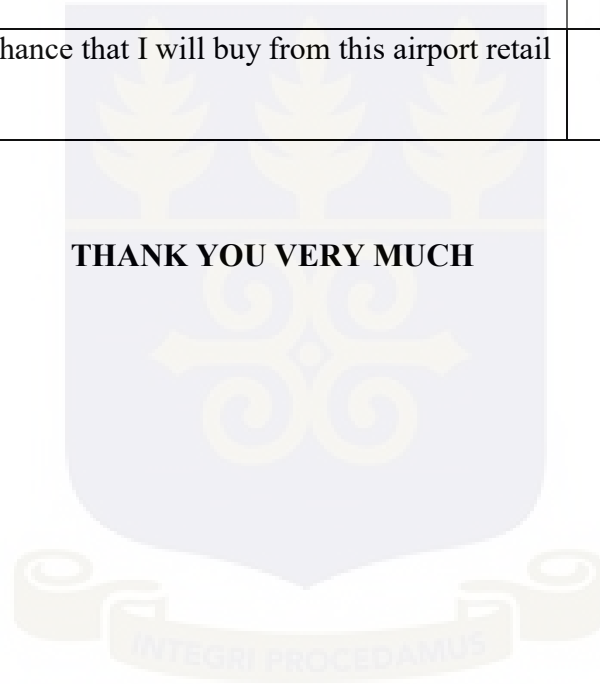 hance that I will buy from this airport retail
THANK YOU VERY MUCH
INTEGRI PROCEDAMUS